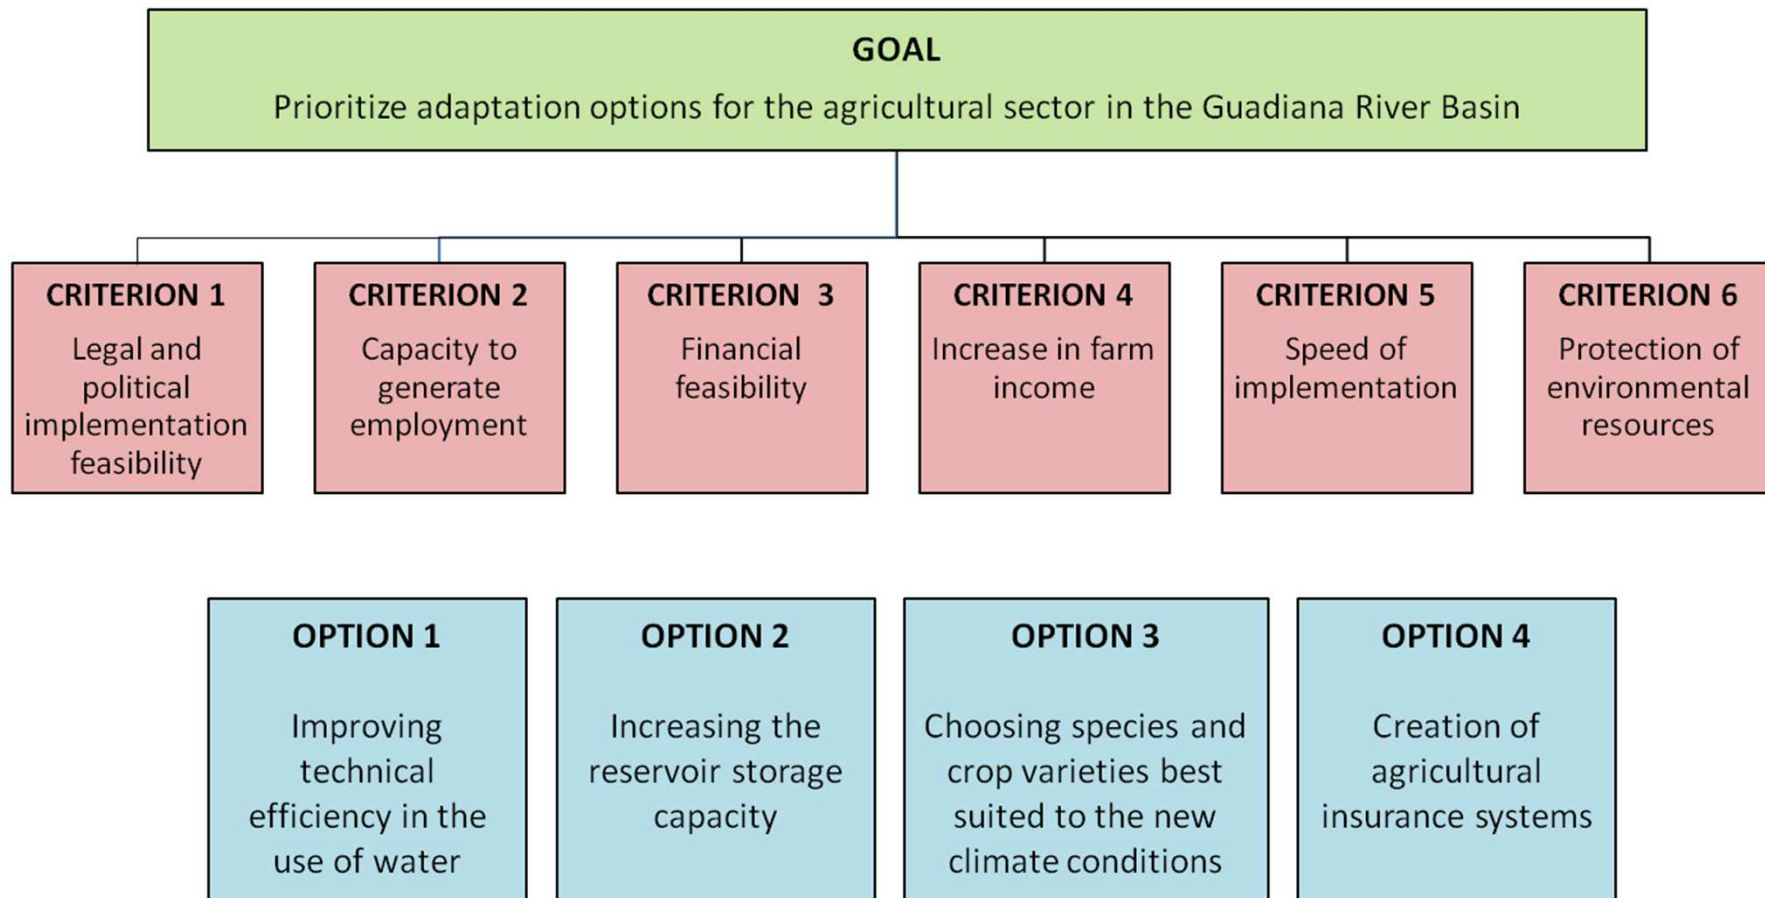 GOAL
Prioritize adaptation options for the agricultural sector in the Guadiana River Basin
CRITERION 1
Legal and
political
implementation
feasibility
CRITERION 2
Capacity to
generate
employment
CRITERION 3
Financial
feasibility
CRITERION 4
Increase in farm
income
CRITERION 5
Speed of
implementation
CRITERION 6
Protection of
environmental
resources
OPTION 1
Improving
technical
efficiency in the
use of water
OPTION 2
Increasing the
reservoir storage
capacity
OPTION 3
Choosing species and
crop varieties best
suited to the new
climate conditions
OPTION 4
Creation of
agricultural
insurance systems